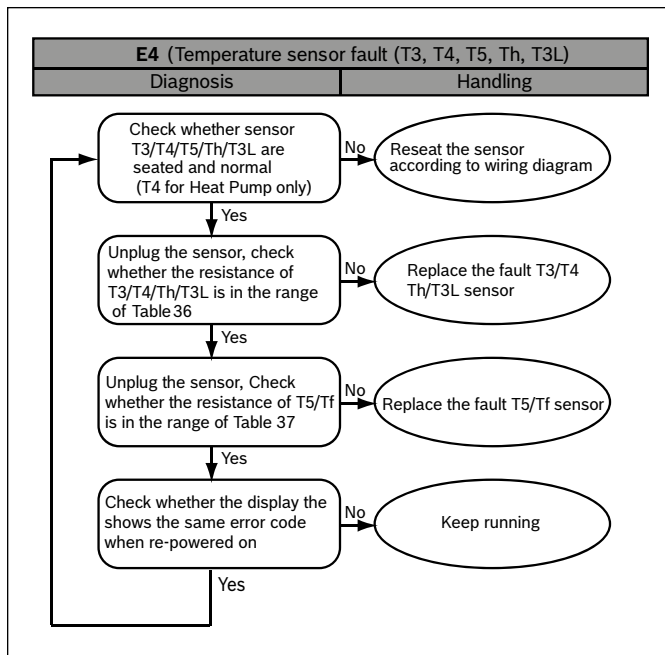 E4 (Temperature sensor fault (T3, T4, T5, Th, T3L)
Diagnosis
Handling
Check whether sensor
T3/T4/T5/Th/T3L are
seated and normal
(T4 for Heat Pump only)
No
Reseat the sensor
according to wiring diagram
Yes
Unplug the sensor, check
whether the resistance of
T3/T4/Th/T3L is in the range
of Table 36
No
Replace the fault T3/T4
Th/T3L sensor
Yes
Unplug the sensor, Check
whether the resistance of T5/Tf
is in the range of Table 37
No
Replace the fault T5/Tf sensor
Yes
Check whether the display the
shows the same error code
when re-powered on
No
Keep running
Yes